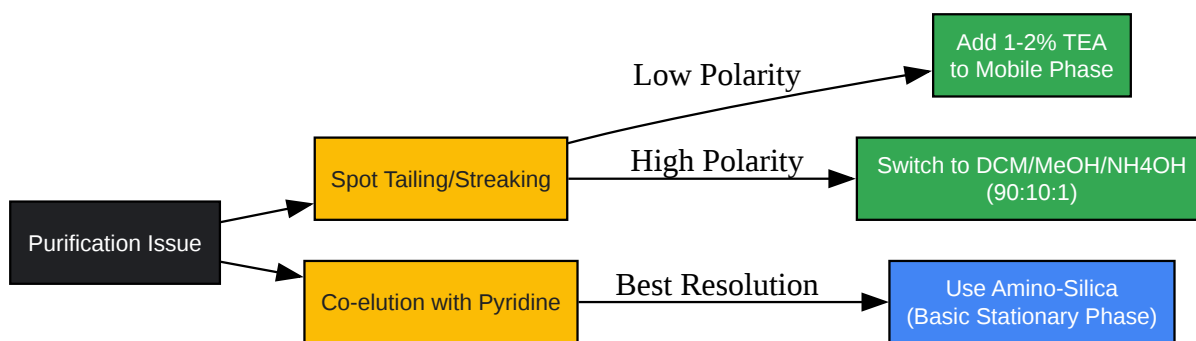 Add 1-2% TEA
to Mobile Phase
Low Polarity
High Polarity
Spot Tailing/Streaking
Switch to DCM/MeOH/NH4OH
(90:10:1)
Purification Issue
Best Resolution
Co-elution with Pyridine
Use Amino-Silica
(Basic Stationary Phase)